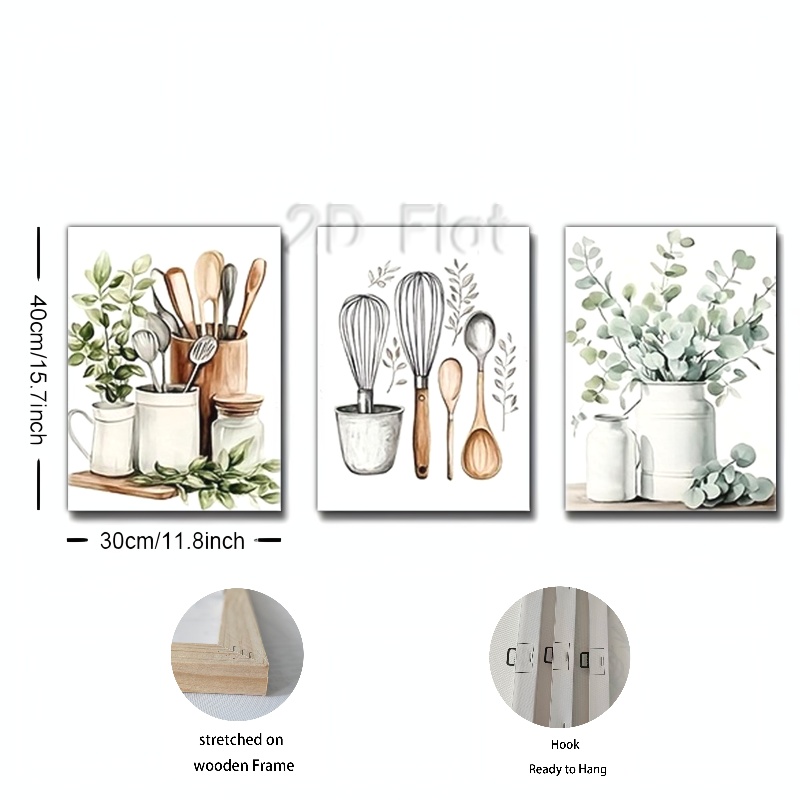 2D Flat
40cm/15.7inch
30cm/11.8inch
stretched on
wooden Frame
Hook
Ready to Hang